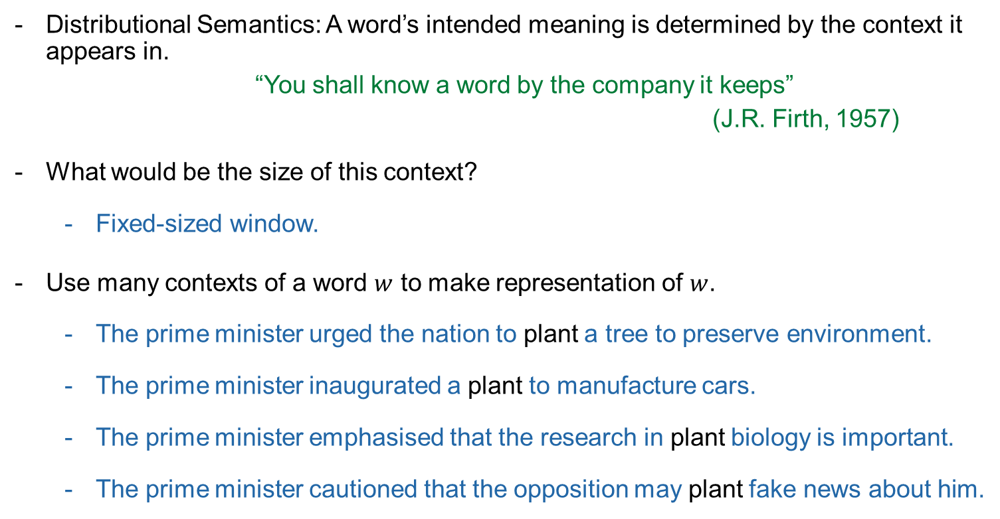 - Distributional Semantics: A word’s intended meaning is determined by the context it
appears in.
“You shall know a word by the company it keeps”
(J.R. Firth, 1957)
- What would be the size of this context?
- Fixed-sized window.
- Use many contexts of a word w to make representation of w.
- The prime minister urged the nation to plant a tree to preserve environment.
- The prime minister inaugurated a plant to manufacture cars.
- The prime minister emphasised that the research in plant biology is important.
- The prime minister cautioned that the opposition may plant fake news about him.